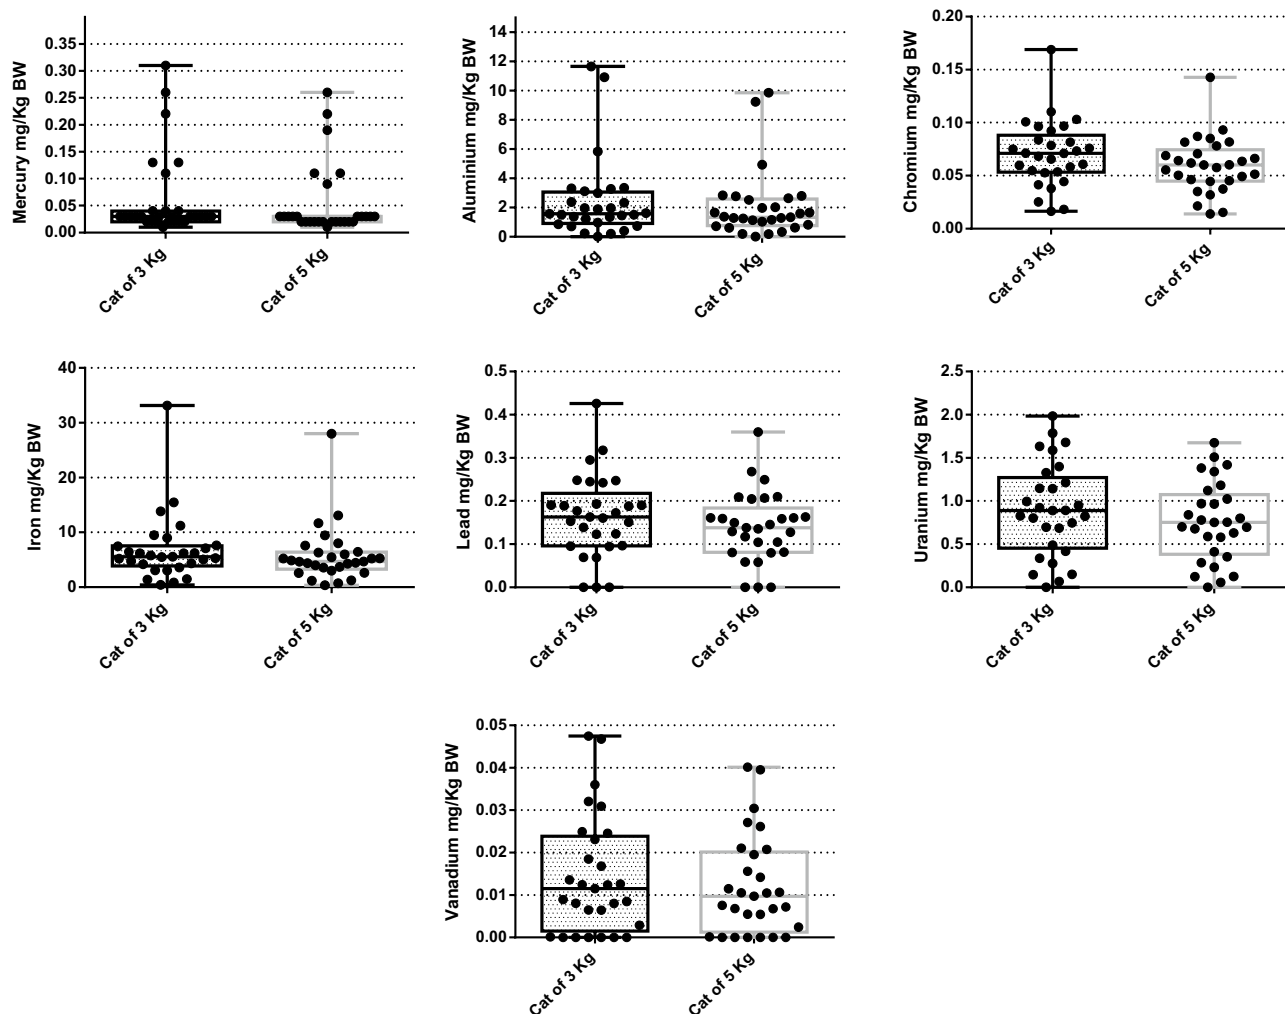 Mercury mg/Kg BW
0.35
0.30
0.25
0.20
0.15
0.10
0.05
0.00
Cat of 3 Kg
Cat of 5 Kg
Aluminium mg/Kg BW
14
12
10
8
6
4
2
0
Cat of 3 Kg
Cat of 5 Kg
Chromium mg/Kg BW
0.20
0.15
0.10
0.05
0.00
Cat of 3 Kg
Cat of 5 Kg
Iron mg/Kg BW
40
30
20
10
0
Cat of 3 Kg
Cat of 5 Kg
Lead mg/Kg BW
0.5
0.4
0.3
0.2
0.1
0.0
Cat of 3 Kg
Cat of 5 Kg
Uranium mg/Kg BW
2.5
2.0
1.5
1.0
0.5
0.0
Cat of 3 Kg
Cat of 5 Kg
Vanadium mg/Kg BW
0.05
0.04
0.03
0.02
0.01
0.00
Cat of 3 Kg
Cat of 5 Kg